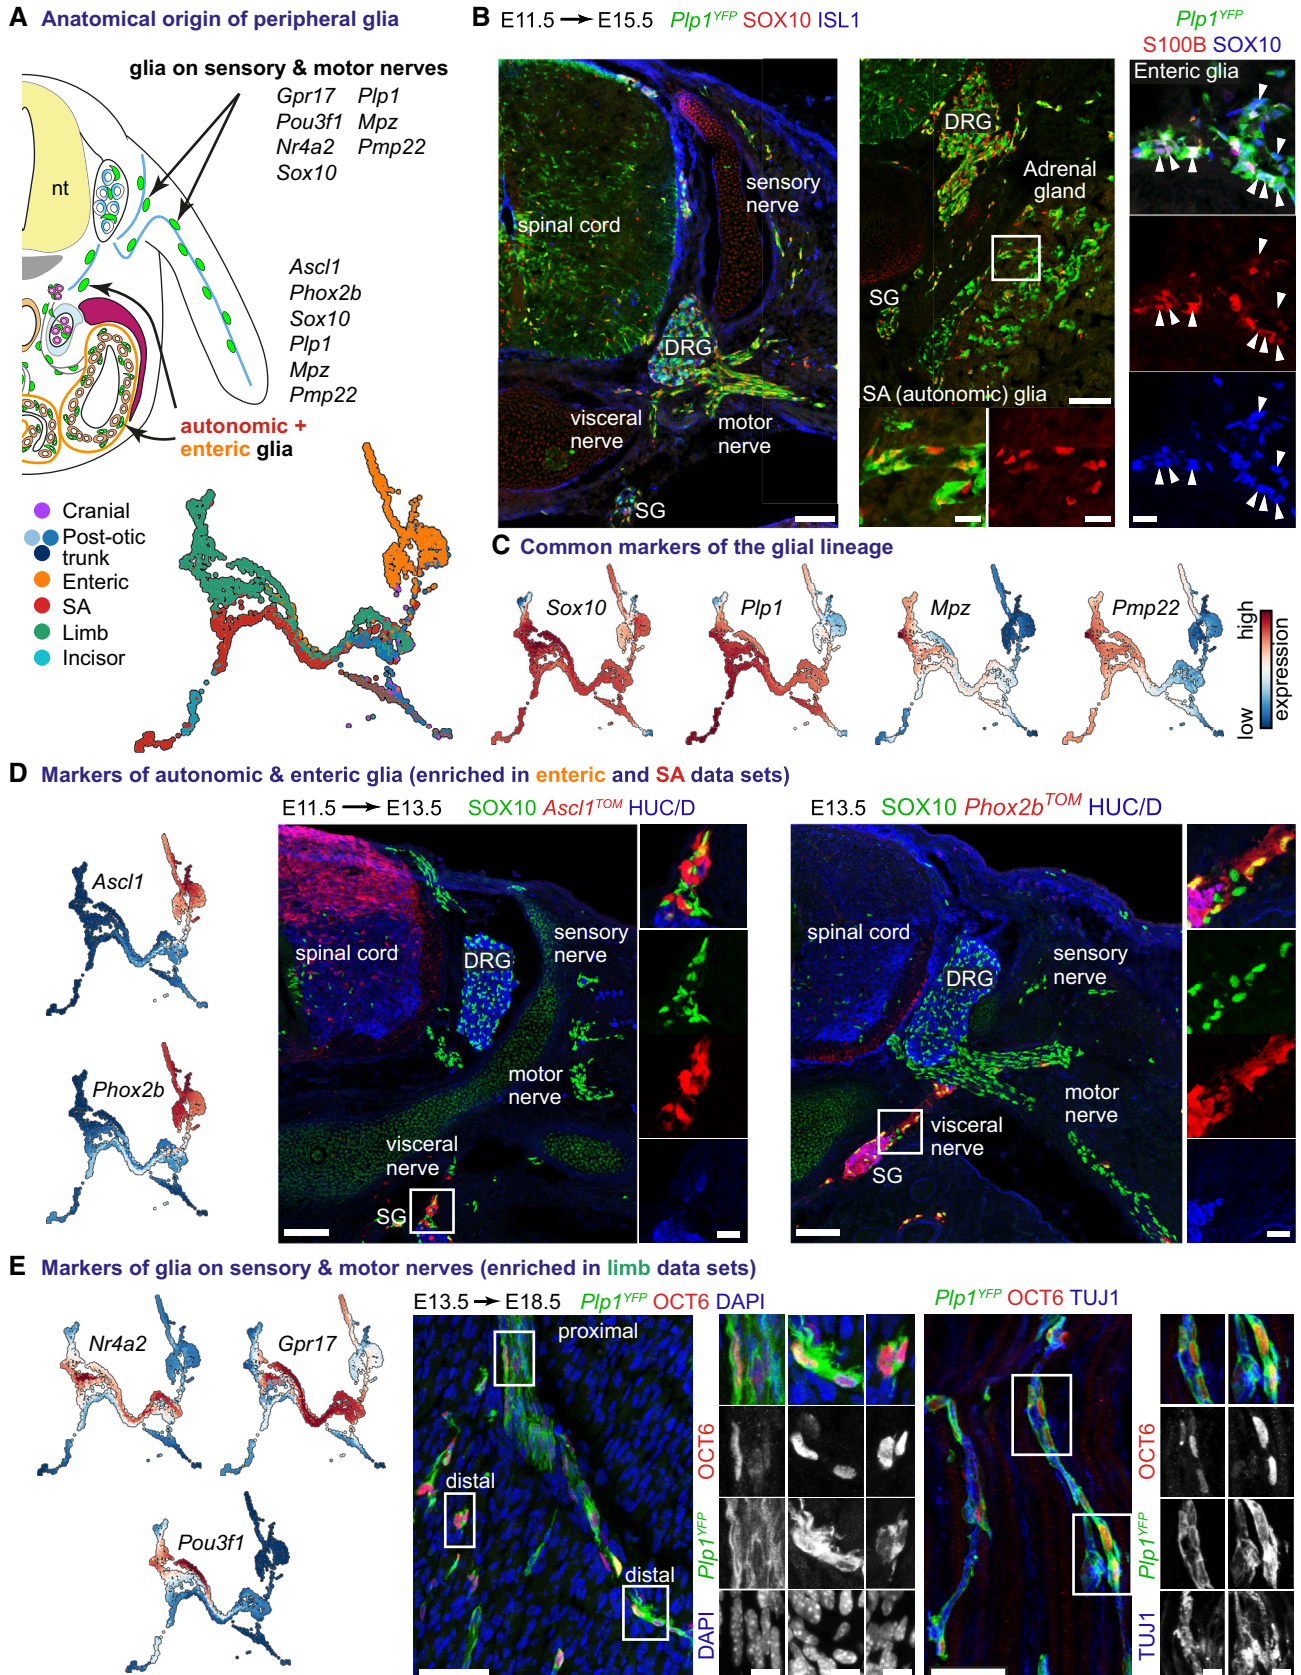 A Anatomical origin of peripheral glia
glia on sensory & motor nerves
Gpr17 Plp1
Pou3f1 Mpz
Nr4a2 Pmp22
Sox10
nt
Ascl1
Phox2b
Sox10
Plp1
Mpz
Pmp22
autonomic +
enteric glia
Cranial
Post-otic
trunk
Enteric
SA
Limb
Incisor
B E11.5 → E15.5 Plp1YFP SOX10 ISL1
spinal cord
sensory
nerve
DRG
visceral
nerve
motor
nerve
SG
DRG
Adrenal
gland
SG
SA (autonomic) glia
Plp1YFP
S100B SOX10
Enteric glia
C Common markers of the glial lineage
Sox10
Plp1
Mpz
Pmp22
high
low
expression
D Markers of autonomic & enteric glia (enriched in enteric and SA data sets)
Ascl1
Phox2b
E11.5 → E13.5 SOX10 Ascl1TOM HUC/D
spinal cord
DRG
sensory
nerve
motor
nerve
visceral
nerve
SG
E13.5 SOX10 Phox2bTOM HUC/D
spinal cord
DRG
sensory
nerve
motor
nerve
visceral
nerve
SG
E Markers of glia on sensory & motor nerves (enriched in limb data sets)
Nr4a2
Gpr17
Pou3f1
E13.5 → E18.5 Plp1YFP OCT6 DAPI
proximal
distal
distal
OCT6
Plp1YFP
DAPI
Plp1YFP OCT6 TUJ1
OCT6
Plp1YFP
TUJ1